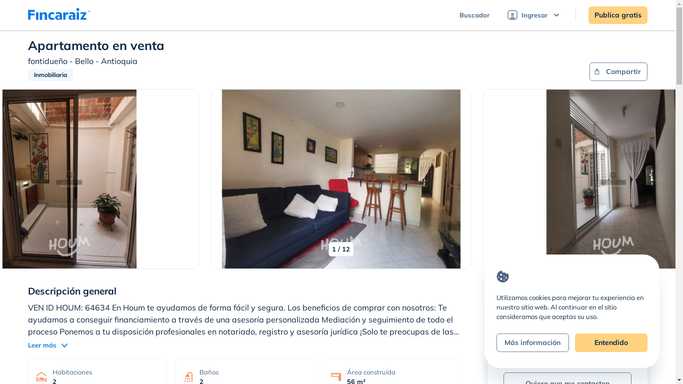 Fincaraiz
Buscador
Ingresar
Publica gratis
Apartamento en venta
fontidueño - Bello - Antioquia
Inmobiliaria
Compartir
HOUM
HOUM
HOUM
1 / 12
Descripción general
VEN ID HOUM: 64634 En Houm te ayudamos de forma fácil y segura. Los beneficios de comprar con nosotros: Te
ayudamos a conseguir financiamiento a través de una asesoría personalizada Mediación y seguimiento de todo el
proceso Ponemos a tu disposición profesionales en notariado, registro y asesoría jurídica ¡Solo te preocupas de las...
Leer más
Habitaciones
2
Baños
2
Área construida
56 m²
Utilizamos cookies para mejorar tu experiencia en
nuestro sitio web. Al continuar en el sitio
consideramos que aceptas su uso.
Más información
Entendido
Quiero que me contacten